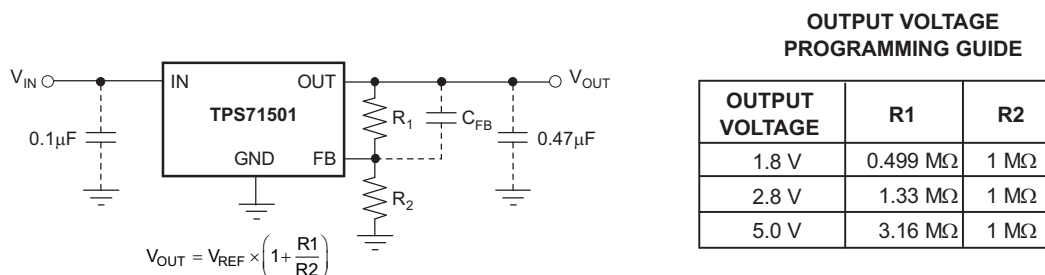 V_IN
IN
OUT
V_OUT
TPS71501
0.1μF
R_1
C_FB
0.47μF
GND
FB
R_2
V_OUT = V_REF × (1 + R1/R2)
OUTPUT VOLTAGE
PROGRAMMING GUIDE
OUTPUT VOLTAGE R1 R2
1.8 V 0.499 MΩ 1 MΩ
2.8 V 1.33 MΩ 1 MΩ
5.0 V 3.16 MΩ 1 MΩ